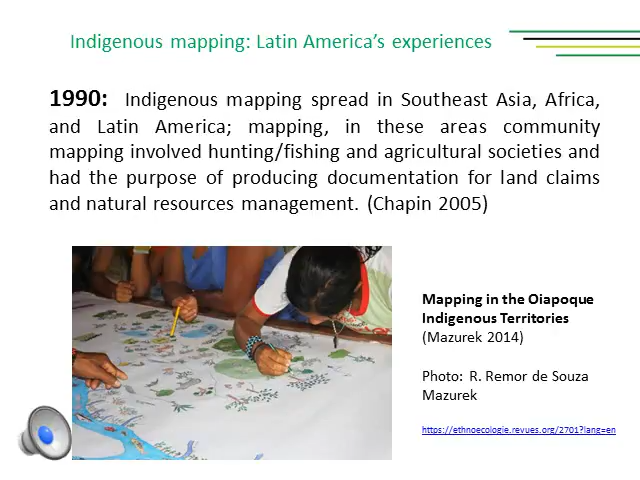 Indigenous mapping: Latin America’s experiences
1990: Indigenous mapping spread in Southeast Asia, Africa,
and Latin America; mapping, in these areas community
mapping involved hunting/fishing and agricultural societies and
had the purpose of producing documentation for land claims
and natural resources management. (Chapin 2005)
Mapping in the Oiapoque
Indigenous Territories
(Mazurek 2014)
Photo: R. Remor de Souza
Mazurek
https://ethnoecologie.revues.org/2701?lang=en